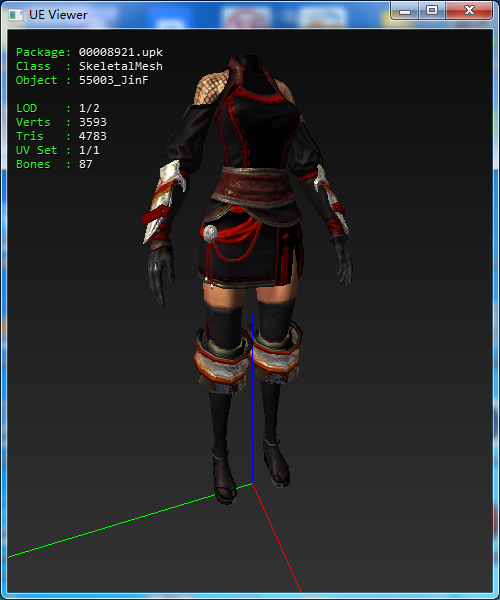 UE Viewer
Package: 00008921.upk
Class : SkeletalMesh
Object : 55003_JinF
LOD : 1/2
Verts : 3593
Tris : 4783
UV Set : 1/1
Bones : 87